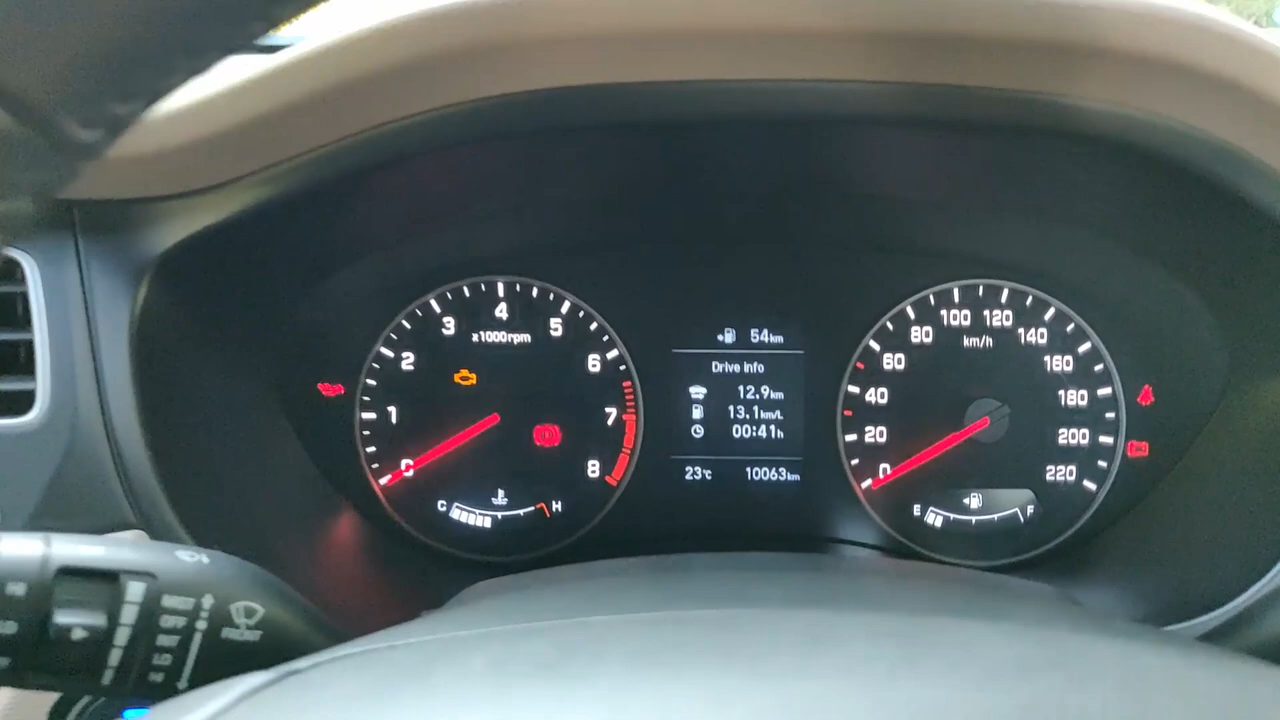 x1000rpm
0
1
2
3
4
5
6
7
8
C
H
54km
Drive Info
12.9km
13.1km/L
00:41h
23°C
10063km
km/h
0
20
40
60
80
100
120
140
160
180
200
220
E
F
FRONT